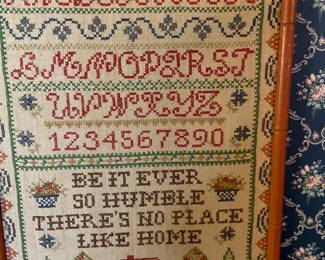 LMNOPQRST
UVWXYZ
1234567890
BE IT EVER
SO HUMBLE
THERE'S NO PLACE
LIKE HOME